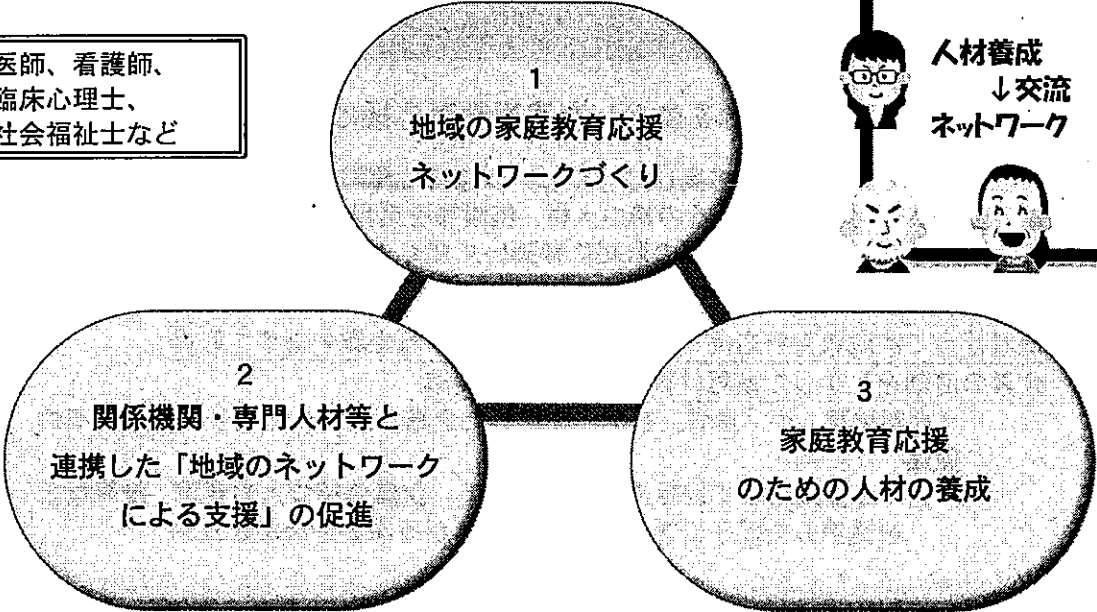 医師、看護師、
臨床心理士、
社会福祉士など
人材養成
↓交流
ネットワーク
1
地域の家庭教育応援
ネットワークづくり
2
関係機関・専門人材等と
連携した「地域のネットワーク
による支援」の促進
3
家庭教育応援
のための人材の養成